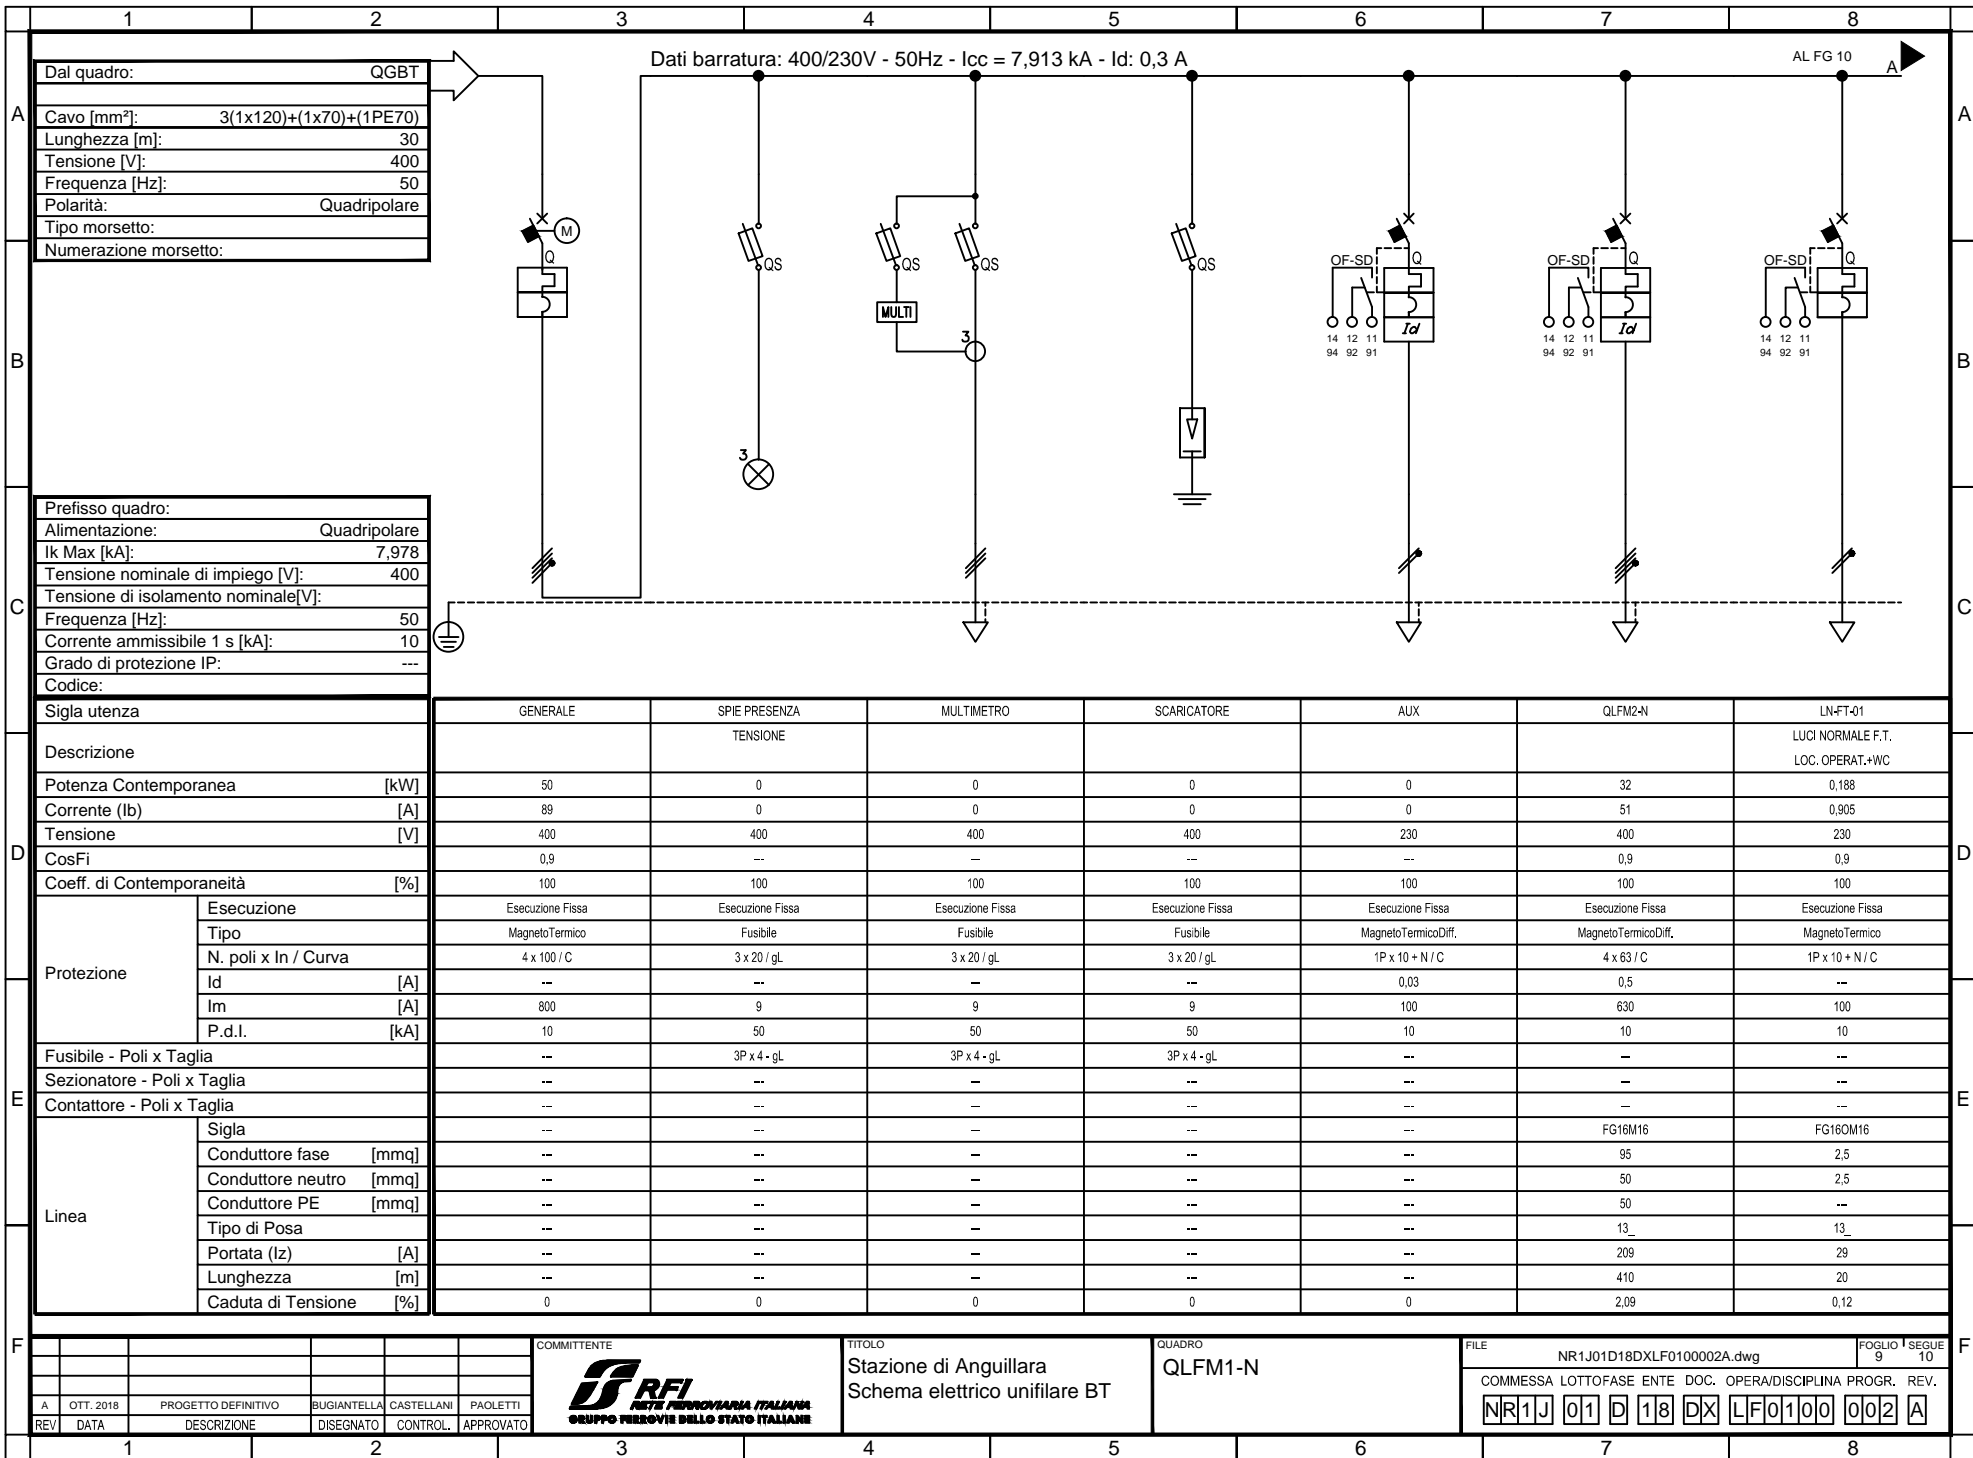 1 2 3 4 5 6 7 8
Dati barratura: 400/230V - 50Hz - Icc = 7,913 kA - Id: 0,3 A
AL FG 10 A
Dal quadro: QGBT
Cavo [mm²]: 3(1x120)+(1x70)+(1PE70)
Lunghezza [m]: 30
Tensione [V]: 400
Frequenza [Hz]: 50
Polarità: Quadripolare
Tipo morsetto:
Numerazione morsetto:
A A
M
Q QS QS QS QS OF-SD Q OF-SD Q OF-SD Q
MULTI
3
Id Id
14 12 11 14 12 11 14 12 11
94 92 91 94 92 91 94 92 91
B B
3
Prefisso quadro:
Alimentazione: Quadripolare
Ik Max [kA]: 7,978
Tensione nominale di impiego [V]: 400
Tensione di isolamento nominale[V]:
Frequenza [Hz]: 50
Corrente ammissibile 1 s [kA]: 10
Grado di protezione IP: ---
Codice:
C C
Sigla utenza GENERALE SPIE PRESENZA MULTIMETRO SCARICATORE AUX QLFM2-N LN-FT-01
Descrizione TENSIONE LUCI NORMALE F.T.
LOC. OPERAT.+WC
Potenza Contemporanea [kW] 50 0 0 0 0 32 0,188
Corrente (Ib) [A] 89 0 0 0 0 51 0,905
Tensione [V] 400 400 400 400 230 400 230
D D
CosFi 0,9 --- --- --- --- 0,9 0,9
Coeff. di Contemporaneità [%] 100 100 100 100 100 100 100
Protezione
Esecuzione Esecuzione Fissa Esecuzione Fissa Esecuzione Fissa Esecuzione Fissa Esecuzione Fissa Esecuzione Fissa Esecuzione Fissa
Tipo MagnetoTermico Fusibile Fusibile Fusibile MagnetoTermicoDiff. MagnetoTermicoDiff. MagnetoTermico
N. poli x In / Curva 4 x 100 / C 3 x 20 / gL 3 x 20 / gL 3 x 20 / gL 1P x 10 + N / C 4 x 63 / C 1P x 10 + N / C
Id [A] --- --- --- --- 0,03 0,5 ---
Im [A] 800 9 9 9 100 630 100
P.d.I. [kA] 10 50 50 50 10 10 10
Fusibile - Poli x Taglia --- 3P x 4 - gL 3P x 4 - gL 3P x 4 - gL --- --- ---
Sezionatore - Poli x Taglia --- --- --- --- --- --- ---
E E
Contattore - Poli x Taglia --- --- --- --- --- --- ---
Linea
Sigla --- --- --- --- --- FG16M16 FG16OM16
Conduttore fase [mmq] --- --- --- --- --- 95 2,5
Conduttore neutro [mmq] --- --- --- --- --- 50 2,5
Conduttore PE [mmq] --- --- --- --- --- 50 ---
Tipo di Posa --- --- --- --- --- 13_ 13_
Portata (Iz) [A] --- --- --- --- --- 209 29
Lunghezza [m] --- --- --- --- --- 410 20
Caduta di Tensione [%] 0 0 0 0 0 2,09 0,12
F F
COMMITTENTE
RFI
RETE FERROVIARIA ITALIANA
GRUPPO FERROVIE DELLO STATO ITALIANE
TITOLO
Stazione di Anguillara
Schema elettrico unifilare BT
QUADRO
QLFM1-N
FILE
NR1J01D18DXLF0100002A.dwg
FOGLIO SEGUE
9 10
COMMESSA LOTTO FASE ENTE DOC. OPERA/DISCIPLINA PROGR. REV.
NR1J 01 D 18 DX LF0100 002 A
A OTT. 2018 PROGETTO DEFINITIVO BUGIANTELLA CASTELLANI PAOLETTI
REV DATA DESCRIZIONE DISEGNATO CONTROL. APPROVATO
1 2 3 4 5 6 7 8